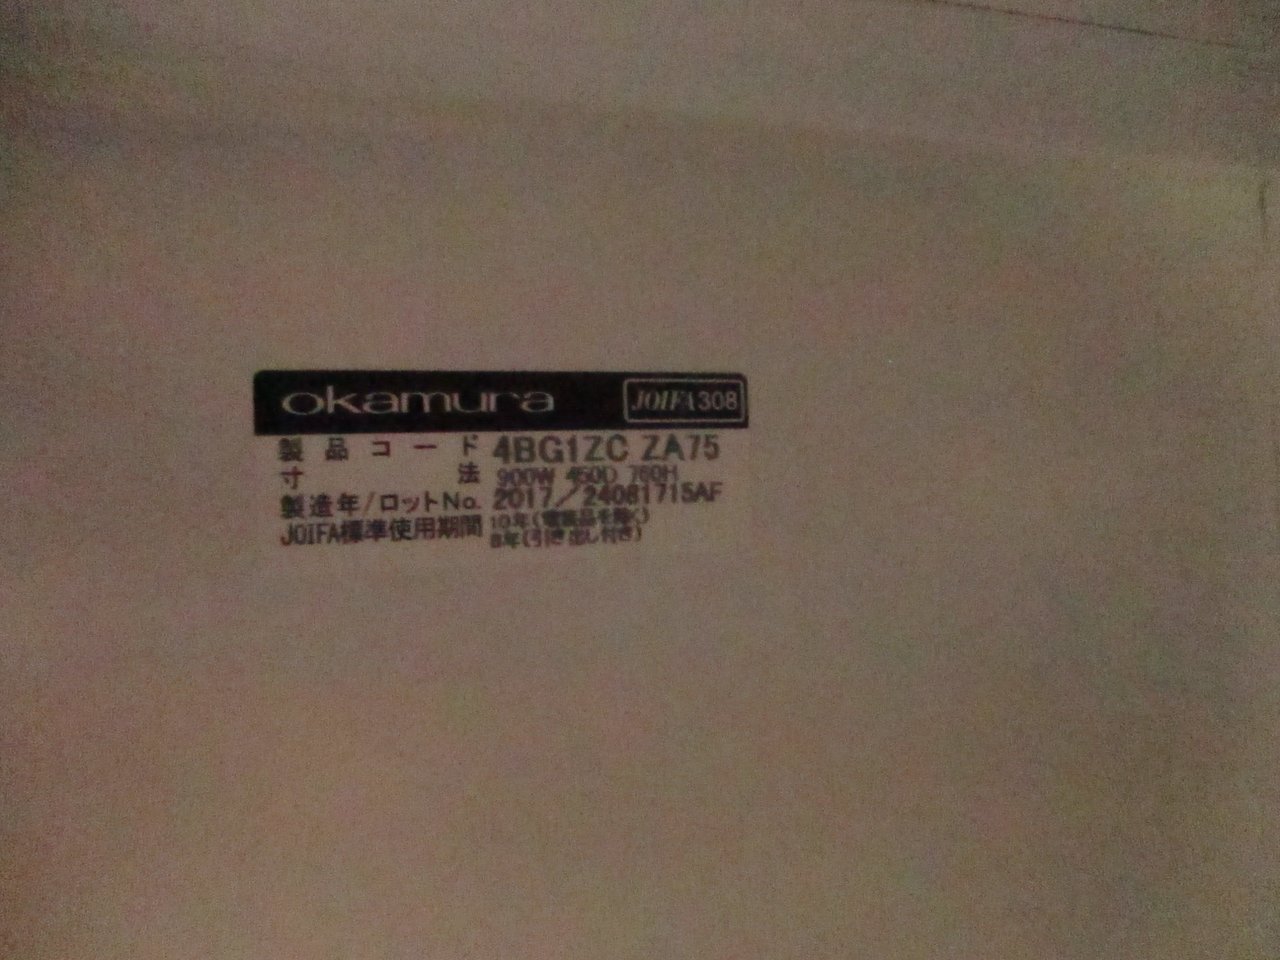 okamura JOIFA308
製品コード 4BG1ZC ZA75
寸法 900W 450D 760H
製造年/ロットNo. 2017/24081715AF
JOIFA標準使用期間 10年(電装品を除く)
8年(引き出し付き)